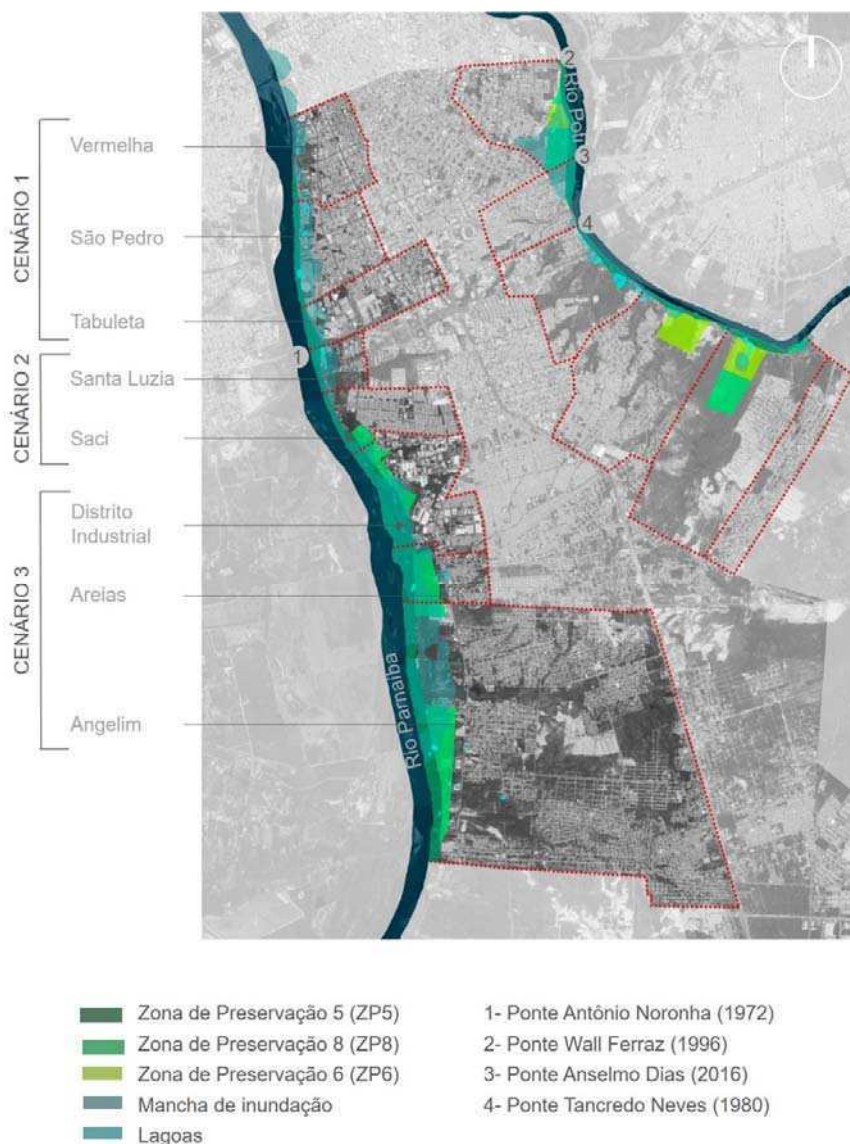 CENÁRIO 1
Vermelha
São Pedro
Tabuleta
CENÁRIO 2
Santa Luzia
Saci
CENÁRIO 3
Distrito
Industrial
Areias
Angelim
2
Rio Poti
3
4
1
Rio Parnaíba
Zona de Preservação 5 (ZP5)
Zona de Preservação 8 (ZP8)
Zona de Preservação 6 (ZP6)
Mancha de inundação
Lagoas
1- Ponte Antônio Noronha (1972)
2- Ponte Wall Ferraz (1996)
3- Ponte Anselmo Dias (2016)
4- Ponte Tancredo Neves (1980)